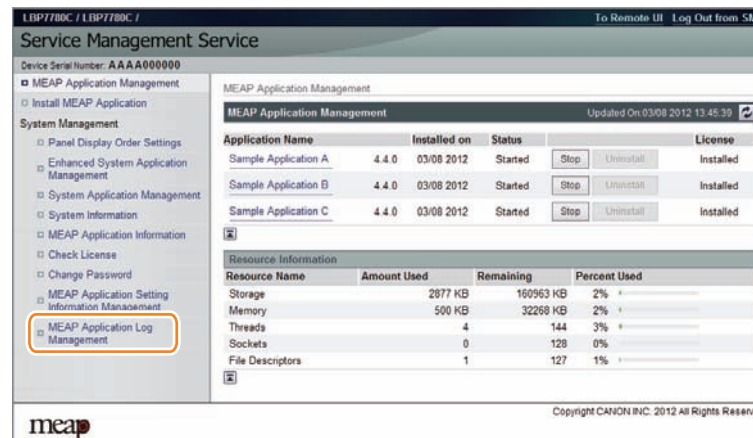 LBP7780C / LBP7780C /
To Remote UI Log Out from
Service Management Service
Device Serial Number: AAAA000000
MEAP Application Management
Install MEAP Application
System Management
Panel Display Order Settings
Enhanced System Application
Management
System Application Management
System Information
MEAP Application Information
Check License
Change Password
MEAP Application Setting
Information Management
MEAP Application Log
Management
MEAP Application Management
MEAP Application Management Updated On:03/08 2012 13:45:39
Application Name Installed on Status License
Sample Application A 4.4.0 03/08 2012 Started Stop Uninstall Installed
Sample Application B 4.4.0 03/08 2012 Started Stop Uninstall Installed
Sample Application C 4.4.0 03/08 2012 Started Stop Uninstall Installed
Resource Information
Resource Name Amount Used Remaining Percent Used
Storage 2877 KB 160963 KB 2%
Memory 500 KB 32268 KB 2%
Threads 4 144 3%
Sockets 0 128 0%
File Descriptors 1 127 1%
meap
Copyright CANON INC. 2012 All Rights